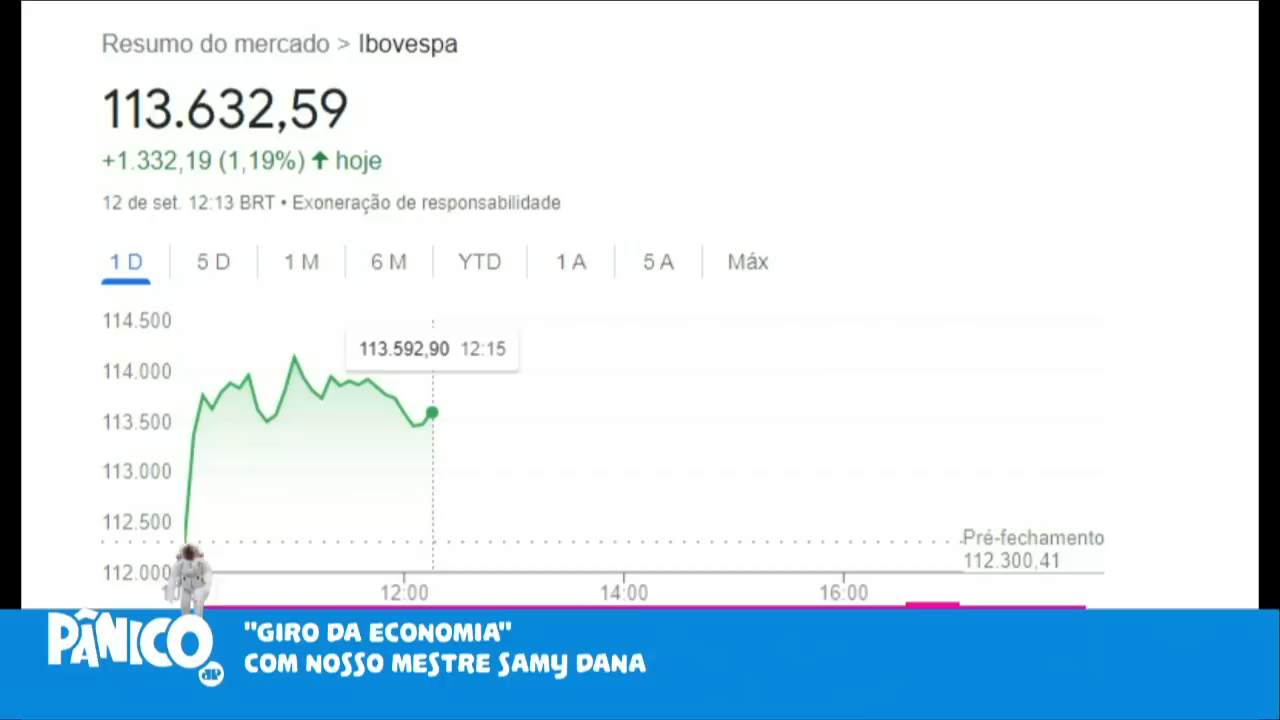 Resumo do mercado > Ibovespa
113.632,59
+1.332,19 (1,19%) ↑ hoje
12 de set. 12:13 BRT • Exoneração de responsabilidade
1 D 5 D 1 M 6 M YTD 1 A 5 A Máx
114.500
113.592,90 12:15
114.000
113.500
113.000
112.500
Pré-fechamento
112.300,41
112.000
12:00 14:00 16:00
PÂNICO
JP
"GIRO DA ECONOMIA"
COM NOSSO MESTRE SAMY DANA